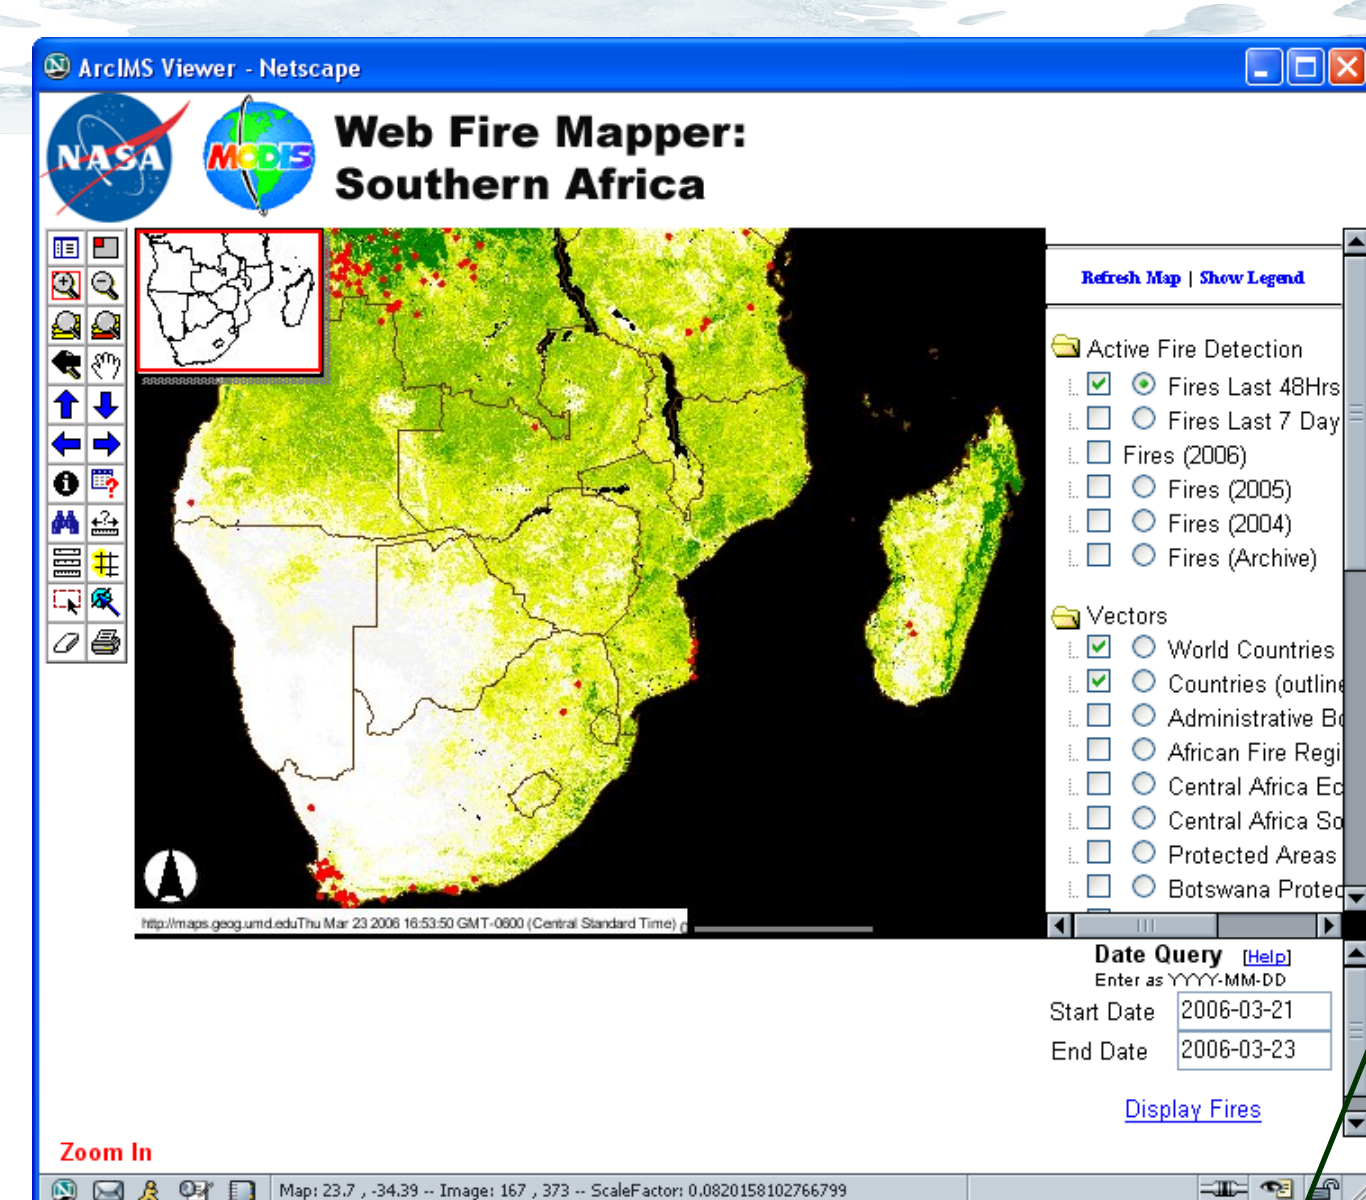 ArcIMS Viewer - Netscape
NASA
MODIS
Web Fire Mapper:
Southern Africa
Refresh Map | Show Legend
Active Fire Detection
Fires Last 48Hrs
Fires Last 7 Day
Fires (2006)
Fires (2005)
Fires (2004)
Fires (Archive)
Vectors
World Countries
Countries (outline
Administrative Bo
African Fire Regi
Central Africa Ec
Central Africa So
Protected Areas
Botswana Protec
http://maps.geog.umd.eduThu Mar 23 2006 16:53:50 GMT-0600 (Central Standard Time)
Date Query [Help]
Enter as YYYY-MM-DD
Start Date 2006-03-21
End Date 2006-03-23
Display Fires
Zoom In
Map: 23.7 , -34.39 -- Image: 167 , 373 -- ScaleFactor: 0.0820158102766799